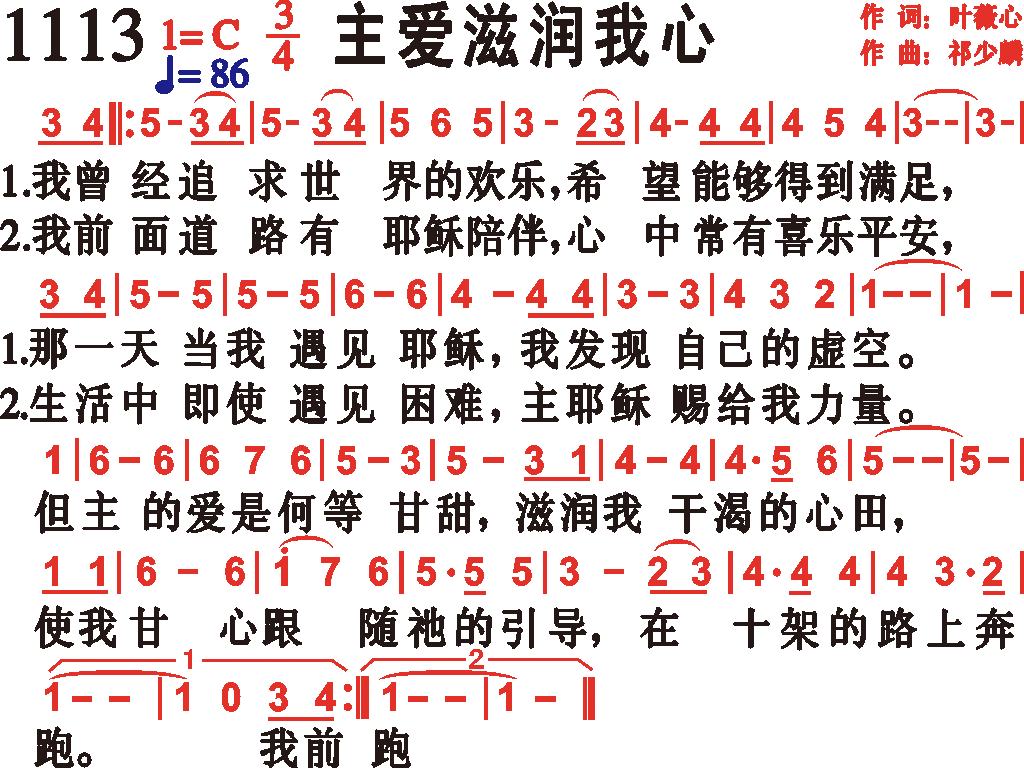 1113 1=C 3/4 主爱滋润我心 作 词：叶薇心
♩=86 作 曲：祁少麟
3 4‖:5-3 4|5-3 4|5 6 5|3-2 3|4-4 4|4 5 4|3--|3-|
1.我曾 经追 求世 界的欢乐,希 望能够得到满足,
2.我前 面道 路有 耶稣陪伴,心 中常有喜乐平安,
3 4|5-5|5-5|6-6|4-4 4|3-3|4 3 2|1--|1-|
1.那一天 当我 遇见 耶稣,我发现 自己的虚空。
2.生活中 即使 遇见 困难,主耶稣 赐给我力量。
1|6-6|6 7 6|5-3|5-3 1|4-4|4·5 6|5--|5-|
但主 的爱是何等 甘甜, 滋润我 干渴的心田,
1 1|6-6|i 7 6|5·5 5|3-2 3|4·4 4|4 3·2|
使我甘 心跟 随祂的引导, 在 十架的路上奔
1 2
1--|1 0 3 4:‖1--|1-‖
跑。 我前 跑